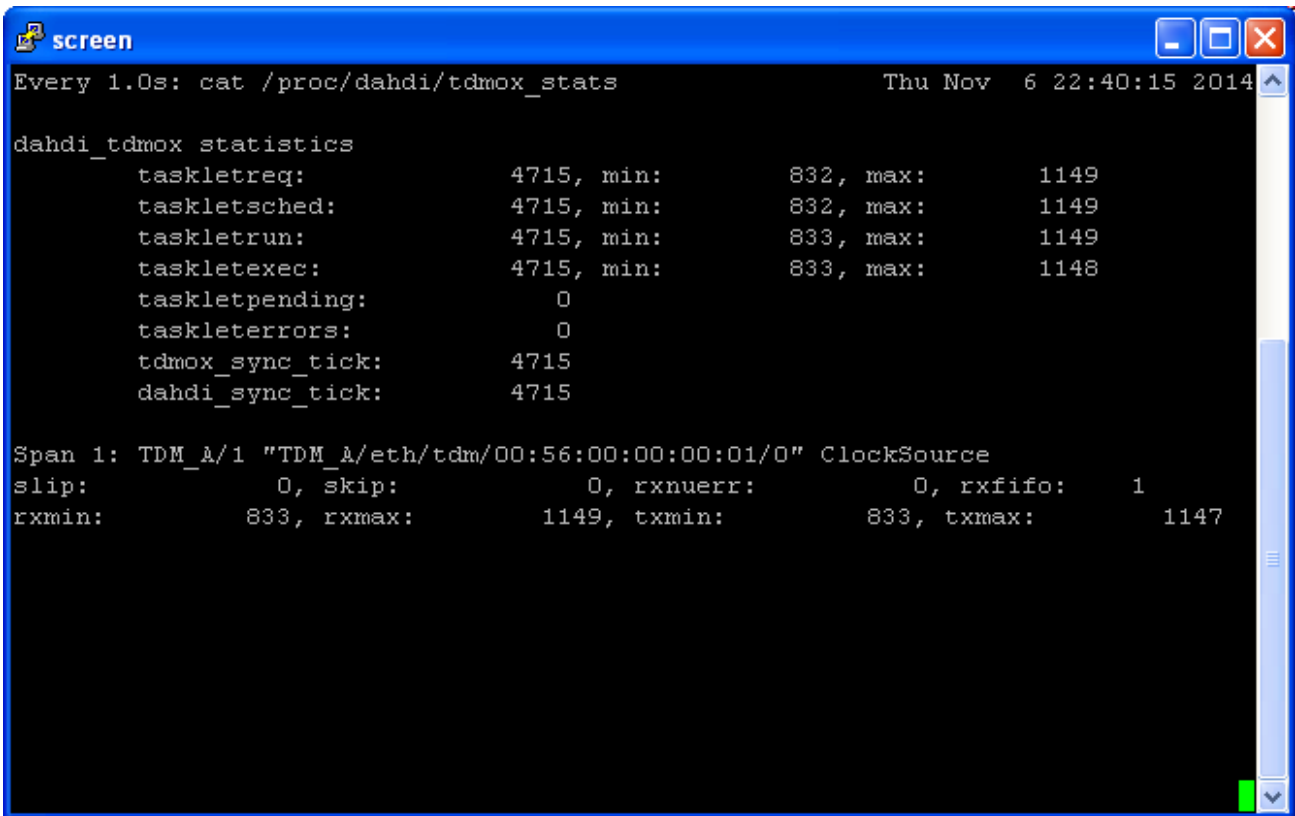 screen
Every 1.0s: cat /proc/dahdi/tdmox_stats Thu Nov 6 22:40:15 2014
dahdi_tdmox statistics
taskletreq: 4715, min: 832, max: 1149
taskletsched: 4715, min: 832, max: 1149
taskletrun: 4715, min: 833, max: 1149
taskletexec: 4715, min: 833, max: 1148
taskletpending: 0
taskleterrors: 0
tdmox_sync_tick: 4715
dahdi_sync_tick: 4715
Span 1: TDM_A/1 "TDM_A/eth/tdm/00:56:00:00:00:01/0" ClockSource
slip: 0, skip: 0, rxnuerr: 0, rxfifo: 1
rxmin: 833, rxmax: 1149, txmin: 833, txmax: 1147